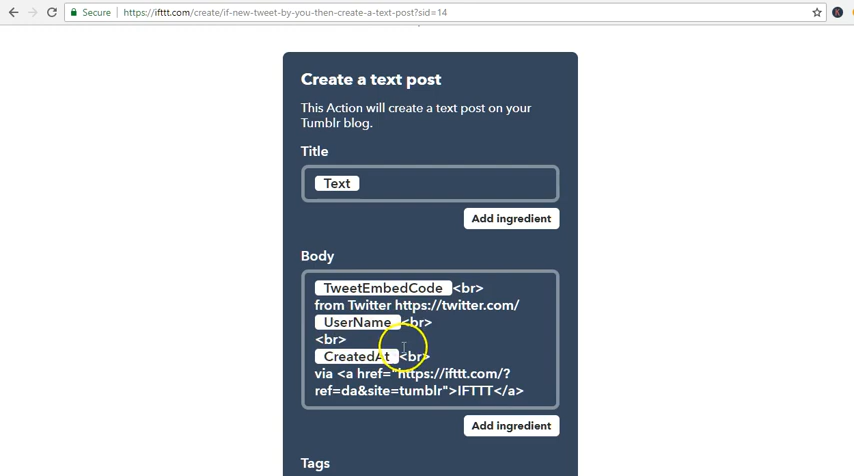 Secure https://ifttt.com/create/if-new-tweet-by-you-then-create-a-text-post?sid=14
K
Create a text post
This Action will create a text post on your
Tumblr blog.
Title
Text
Add ingredient
Body
TweetEmbedCode <br>
from Twitter https://twitter.com/
UserName <br>
<br>
CreatedAt <br>
via <a href="https://ifttt.com/?
ref=da&site=tumblr">IFTTT</a>
Add ingredient
Tags